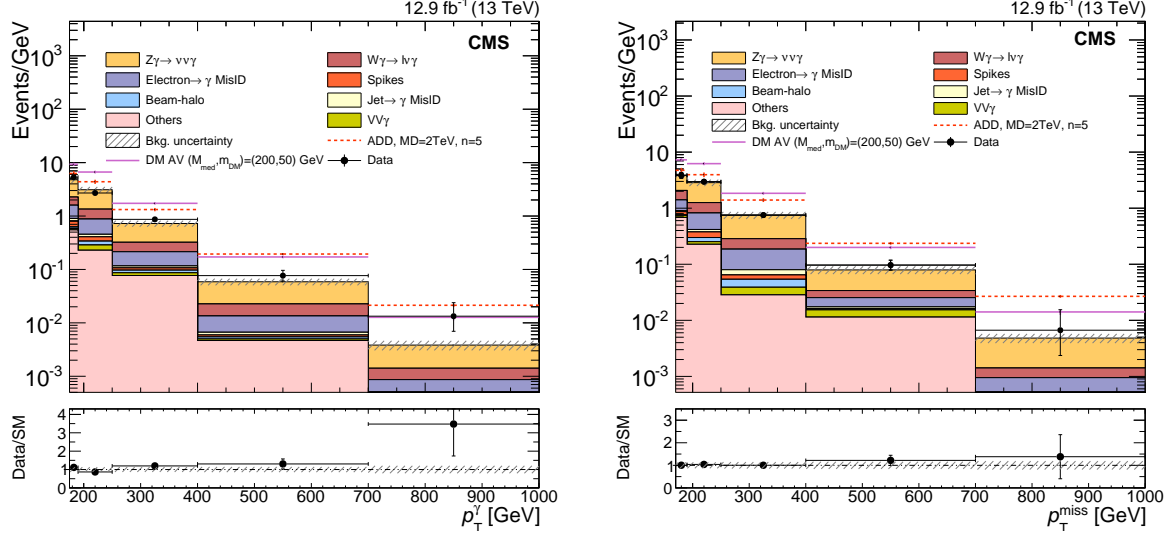 12.9 fb⁻¹ (13 TeV)
CMS
Events/GeV
10³
10²
10
1
10⁻¹
10⁻²
10⁻³
Zγ→ νν̄γ
Wγ→ lνγ
Electron→ γ MisID
Spikes
Beam-halo
Jet→ γ MisID
Others
VVγ
Bkg. uncertainty
ADD, MD=2TeV, n=5
DM AV (M_med,m_DM)=(200,50) GeV
Data
Data/SM
4
3
2
1
0
200 300 400 500 600 700 800 900 1000
p_T^γ [GeV]
12.9 fb⁻¹ (13 TeV)
CMS
Events/GeV
10³
10²
10
1
10⁻¹
10⁻²
10⁻³
Zγ→ ννγ
Wγ→ lνγ
Electron→ γ MisID
Spikes
Beam-halo
Jet→ γ MisID
Others
VVγ
Bkg. uncertainty
ADD, MD=2TeV, n=5
DM AV (M_med,m_DM)=(200,50) GeV
Data
Data/SM
3
2
1
0
200 300 400 500 600 700 800 900 1000
p_T^miss [GeV]